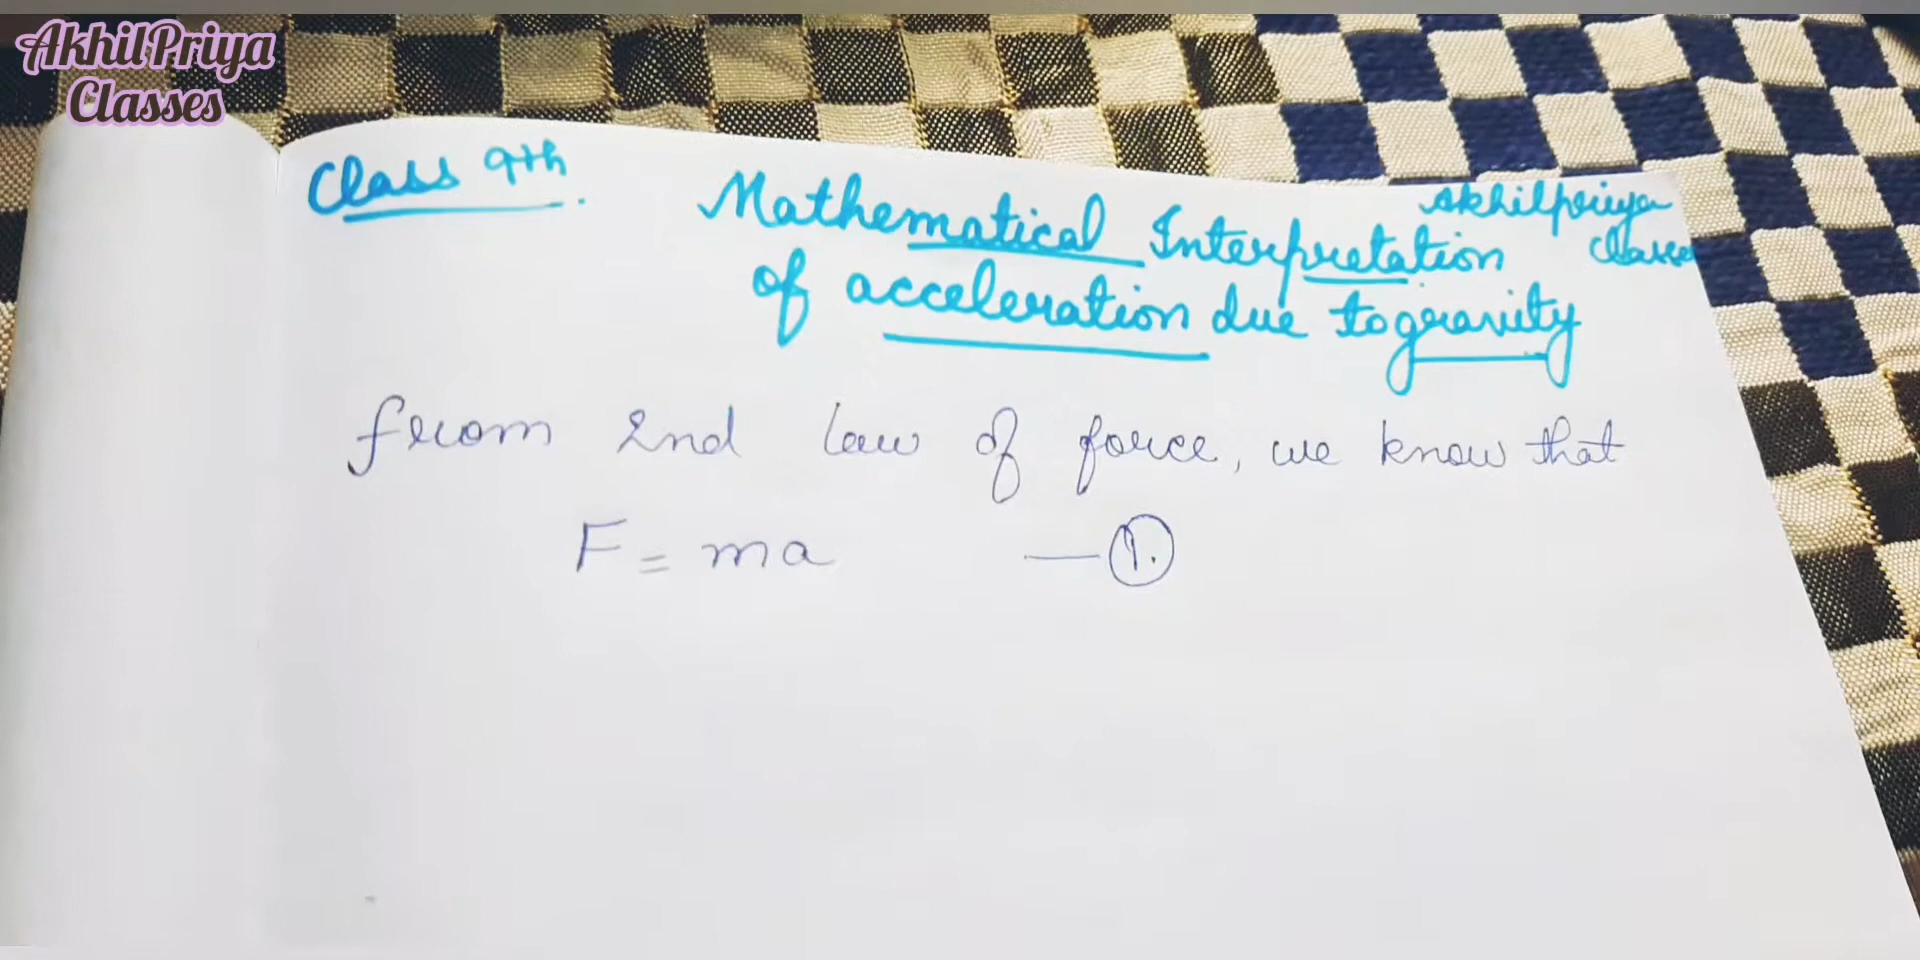 AkhilPriya
Classes
Class 9th.
Akhilpriya
Classes
Mathematical Interpretation
of acceleration due to gravity
from 2nd law of force, we know that
F = ma — 1.